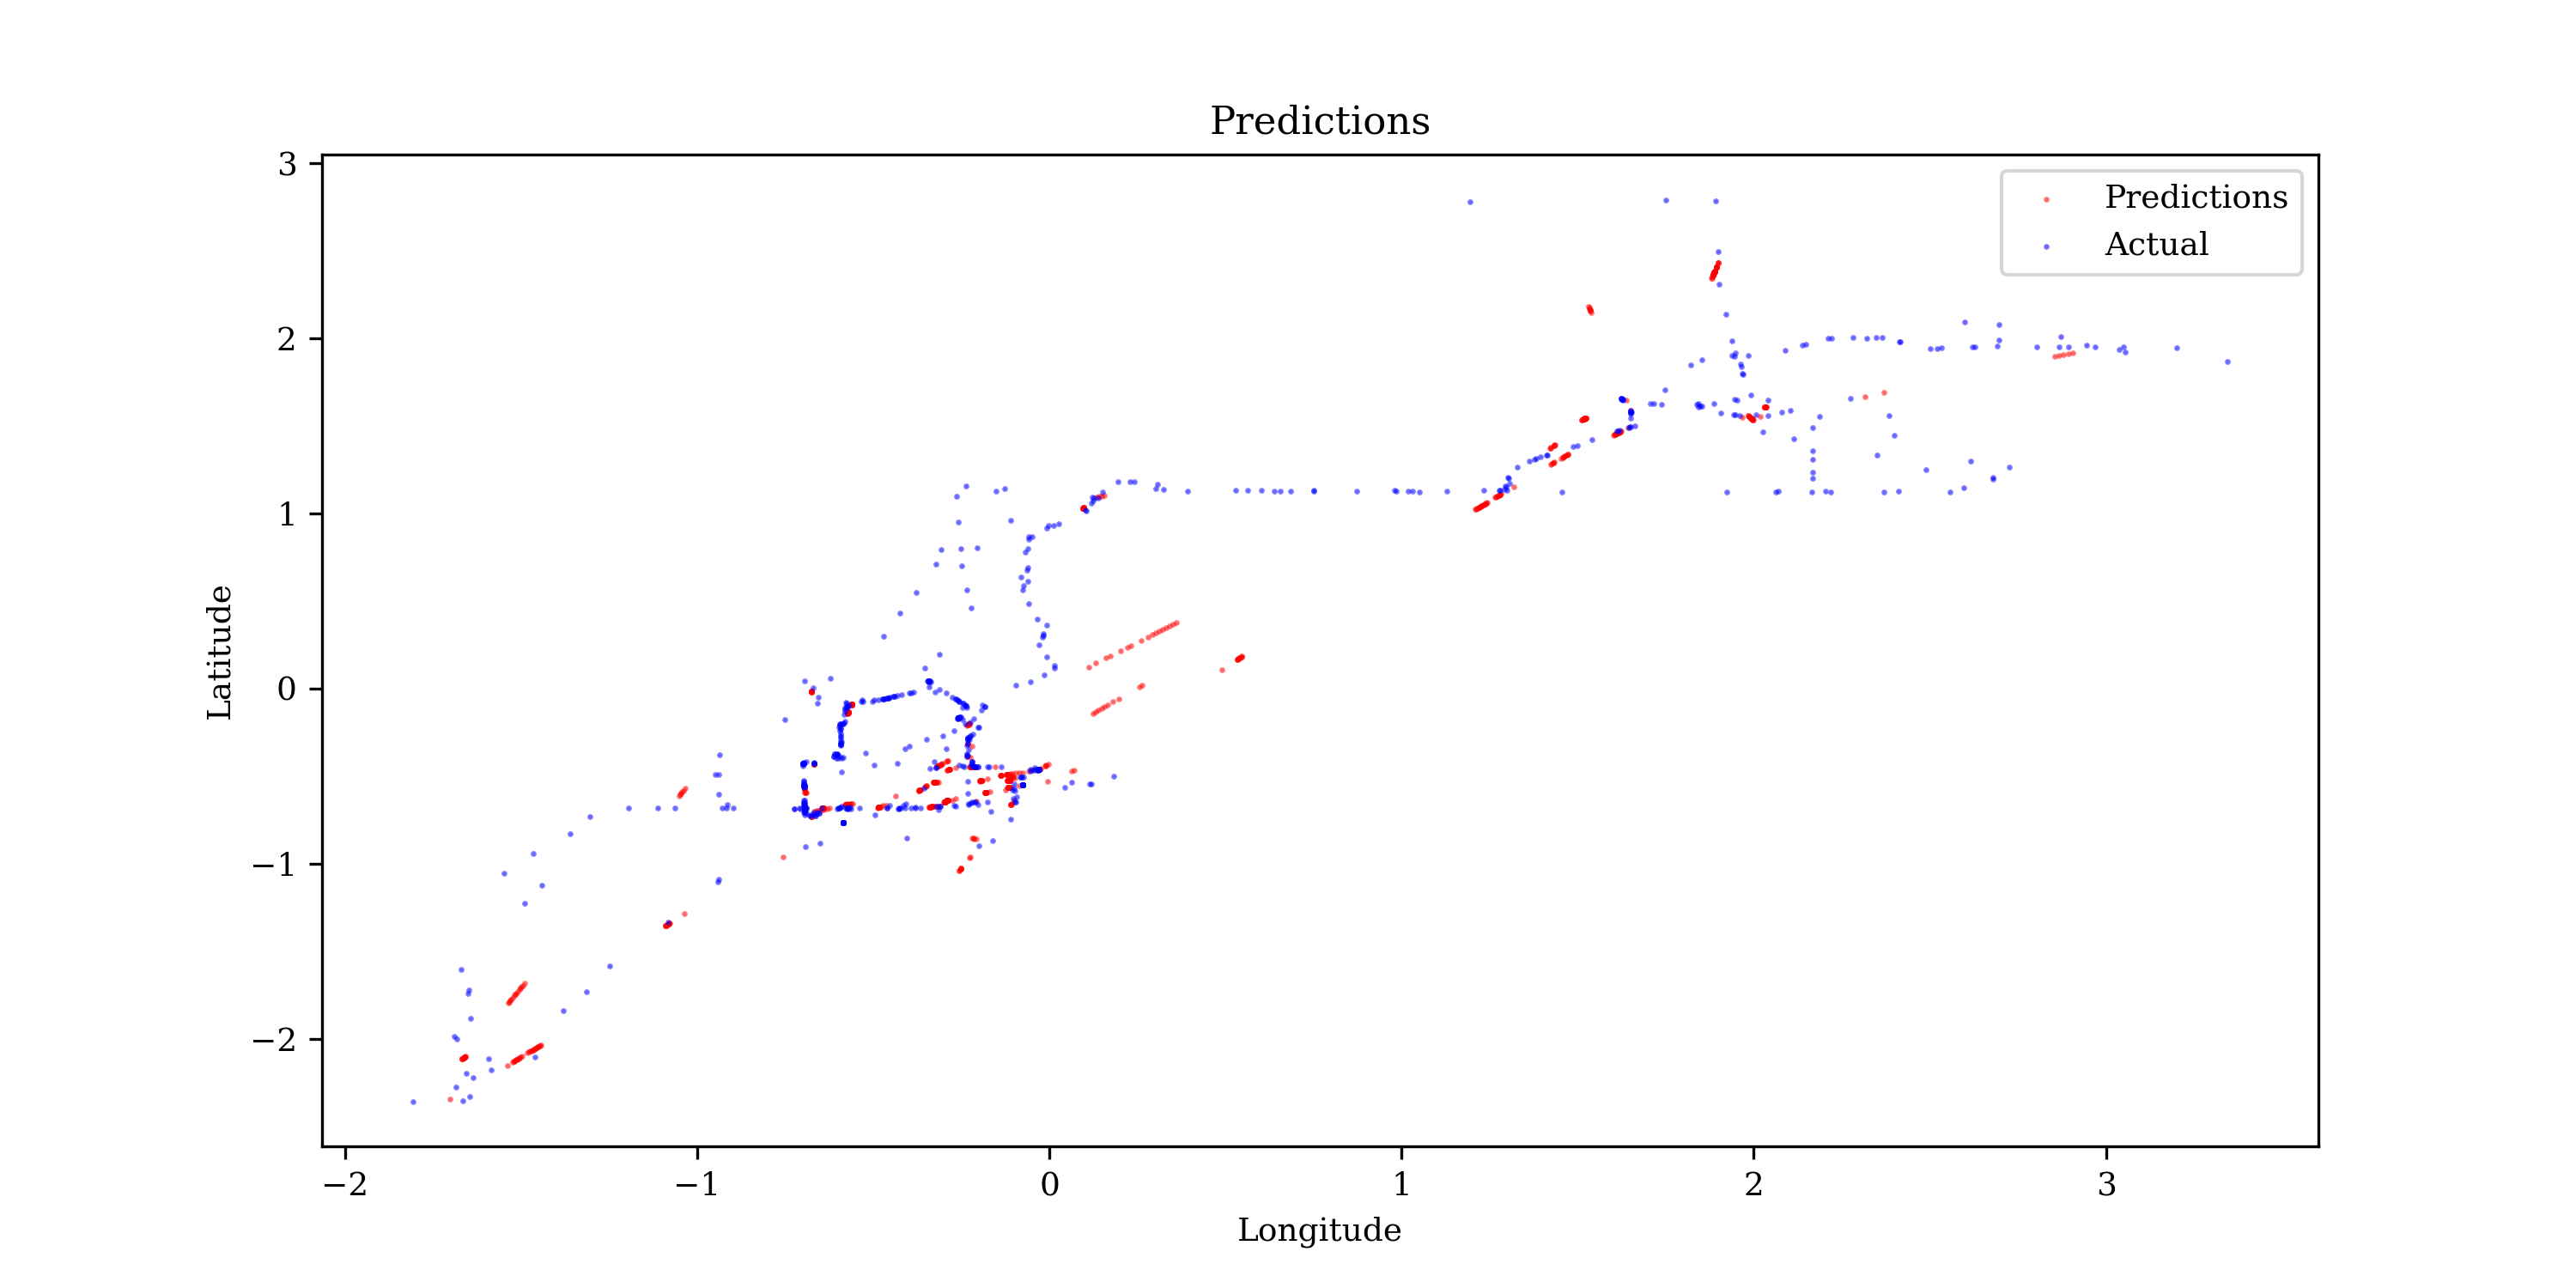 Predictions
3
2
1
0
−1
−2
Latitude
Predictions
Actual
−2 −1 0 1 2 3
Longitude